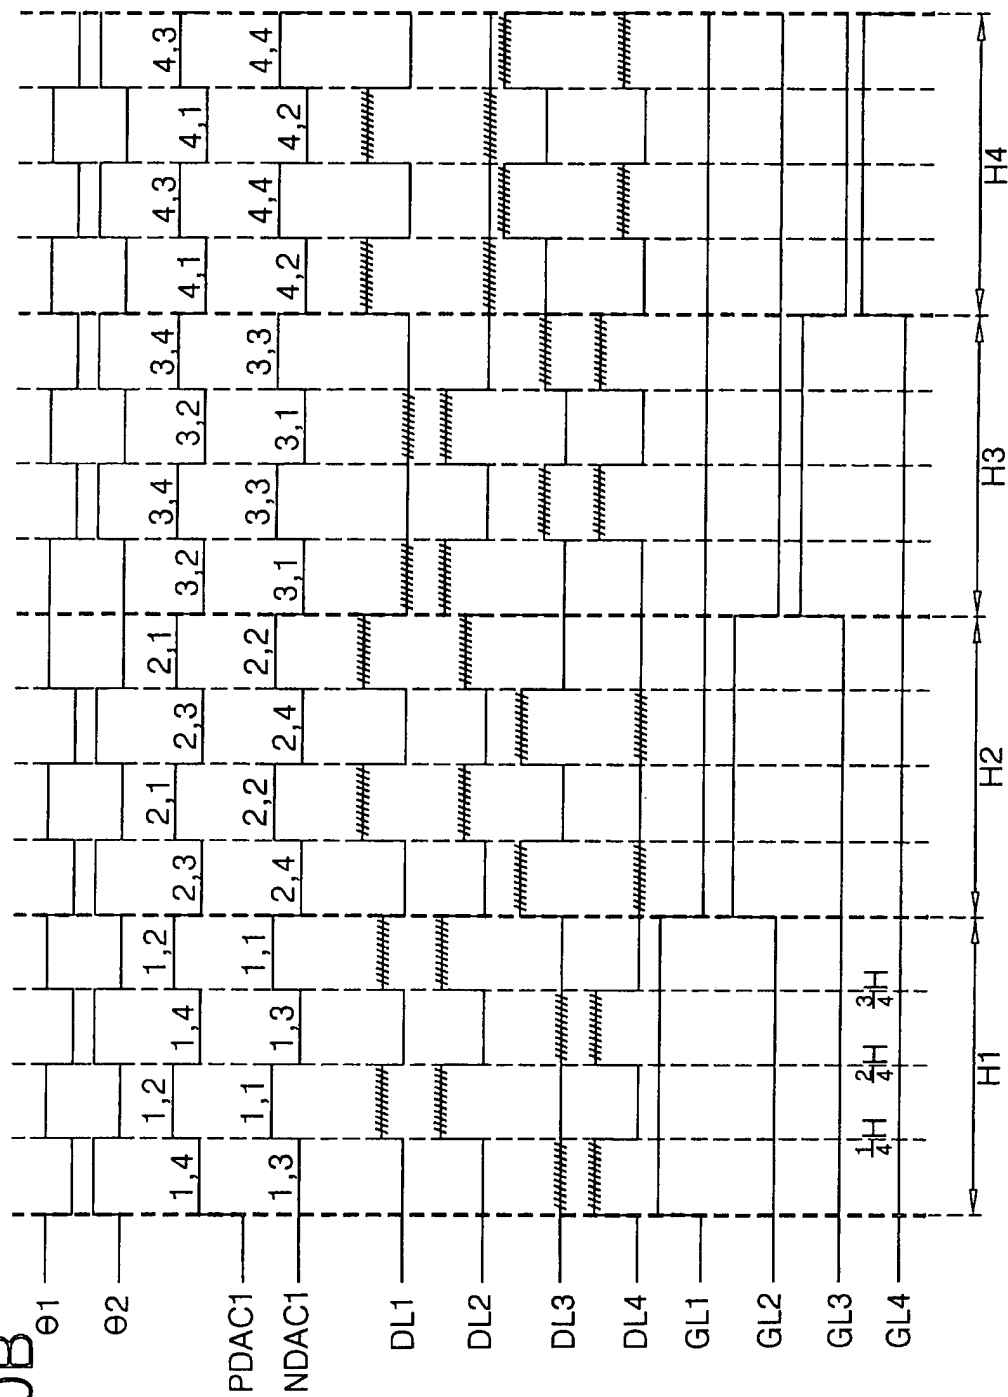 θ1
θ2
PDAC1 1,4 1,2 1,4 1,2 2,3 2,1 2,3 2,1 3,2 3,4 3,2 3,4 4,1 4,3 4,1 4,3
NDAC1 1,3 1,1 1,3 1,1 2,4 2,2 2,4 2,2 3,1 3,3 3,1 3,3 4,2 4,4 4,2 4,4
DL1
DL2
DL3
DL4
GL1
GL2
GL3
1/4H 2/4H 3/4H
GL4
H1 H2 H3 H4